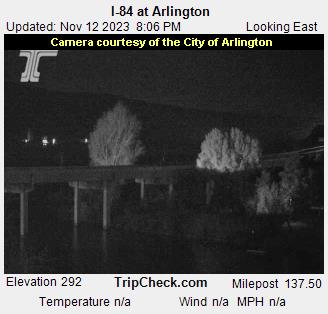 I-84 at Arlington
Updated: Nov 12 2023 8:06 PM Looking East
Camera courtesy of the City of Arlington
Elevation 292 TripCheck.com Milepost 137.50
Temperature n/a Wind n/a MPH n/a